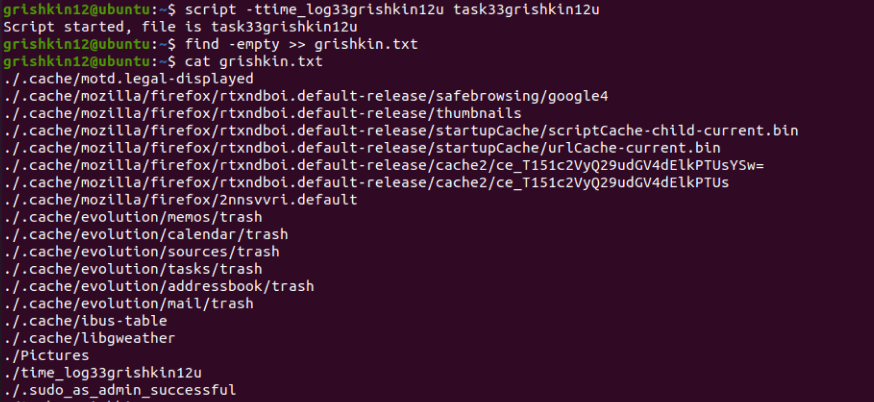 grishkin12@ubuntu:~$ script -ttime_log33grishkin12u task33grishkin12u
Script started, file is task33grishkin12u
grishkin12@ubuntu:~$ find -empty >> grishkin.txt
grishkin12@ubuntu:~$ cat grishkin.txt
./.cache/motd.legal-displayed
./.cache/mozilla/firefox/rtxndboi.default-release/safebrowsing/google4
./.cache/mozilla/firefox/rtxndboi.default-release/thumbnails
./.cache/mozilla/firefox/rtxndboi.default-release/startupCache/scriptCache-child-current.bin
./.cache/mozilla/firefox/rtxndboi.default-release/startupCache/urlCache-current.bin
./.cache/mozilla/firefox/rtxndboi.default-release/cache2/ce_T151c2VyQ29udGV4dElkPTUsYSw=
./.cache/mozilla/firefox/rtxndboi.default-release/cache2/ce_T151c2VyQ29udGV4dElkPTUs
./.cache/mozilla/firefox/2nnsvvri.default
./.cache/evolution/memos/trash
./.cache/evolution/calendar/trash
./.cache/evolution/sources/trash
./.cache/evolution/tasks/trash
./.cache/evolution/addressbook/trash
./.cache/evolution/mail/trash
./.cache/ibus-table
./.cache/libgweather
./Pictures
./time_log33grishkin12u
./.sudo_as_admin_successful